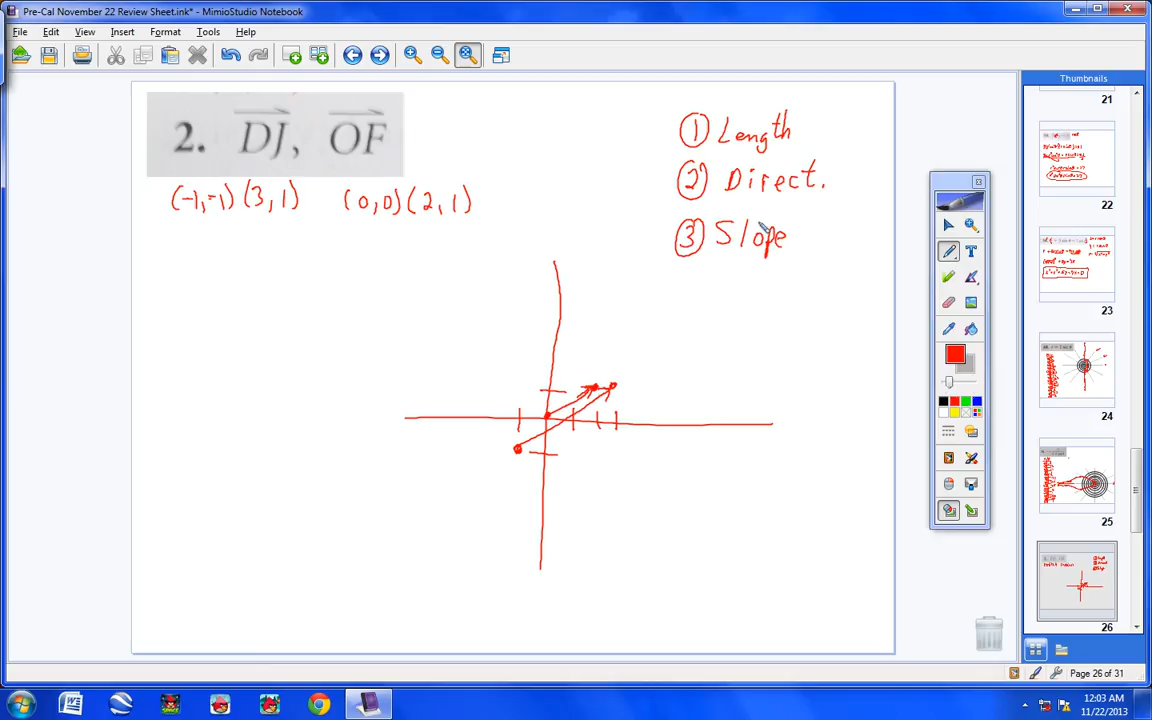 Pre-Cal November 22 Review Sheet.ink* - MimioStudio Notebook
File Edit View Insert Format Tools Help
Thumbnails
2. DJ, OF
(-1,-1) (3, 1) (0,0) (2, 1)
① Length
② Direct.
③ Slope
T
21
22
23
24
25
26
Page 26 of 31
W
12:03 AM
11/22/2013